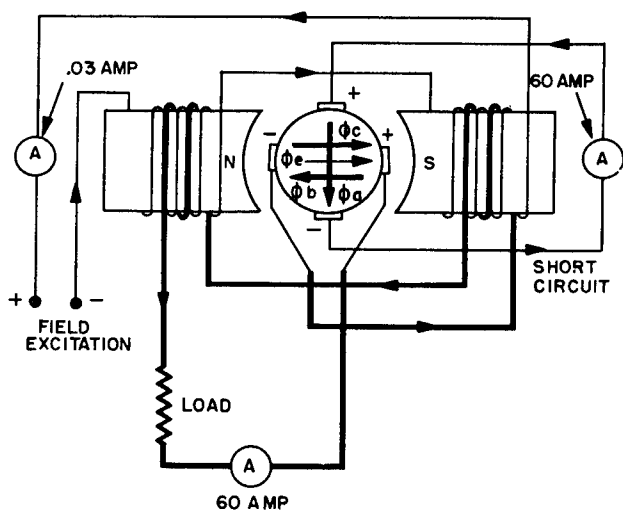 .03 AMP
60 AMP
A
A
+
-
+
-
N
S
Φc
Φe
Φb
Φa
+
-
FIELD
EXCITATION
SHORT
CIRCUIT
LOAD
A
60 AMP